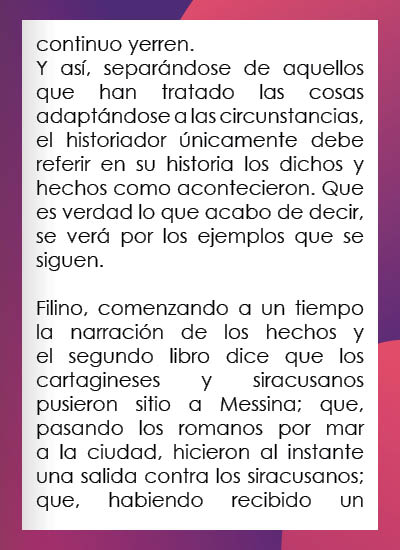 continuo yerren.
Y así, separándose de aquellos
que han tratado las cosas
adaptándose a las circunstancias,
el historiador únicamente debe
referir en su historia los dichos y
hechos como acontecieron. Que
es verdad lo que acabo de decir,
se verá por los ejemplos que se
siguen.

Filino, comenzando a un tiempo
la narración de los hechos y
el segundo libro dice que los
cartagineses y siracusanos
pusieron sitio a Messina; que,
pasando los romanos por mar
a la ciudad, hicieron al instante
una salida contra los siracusanos;
que, habiendo recibido un